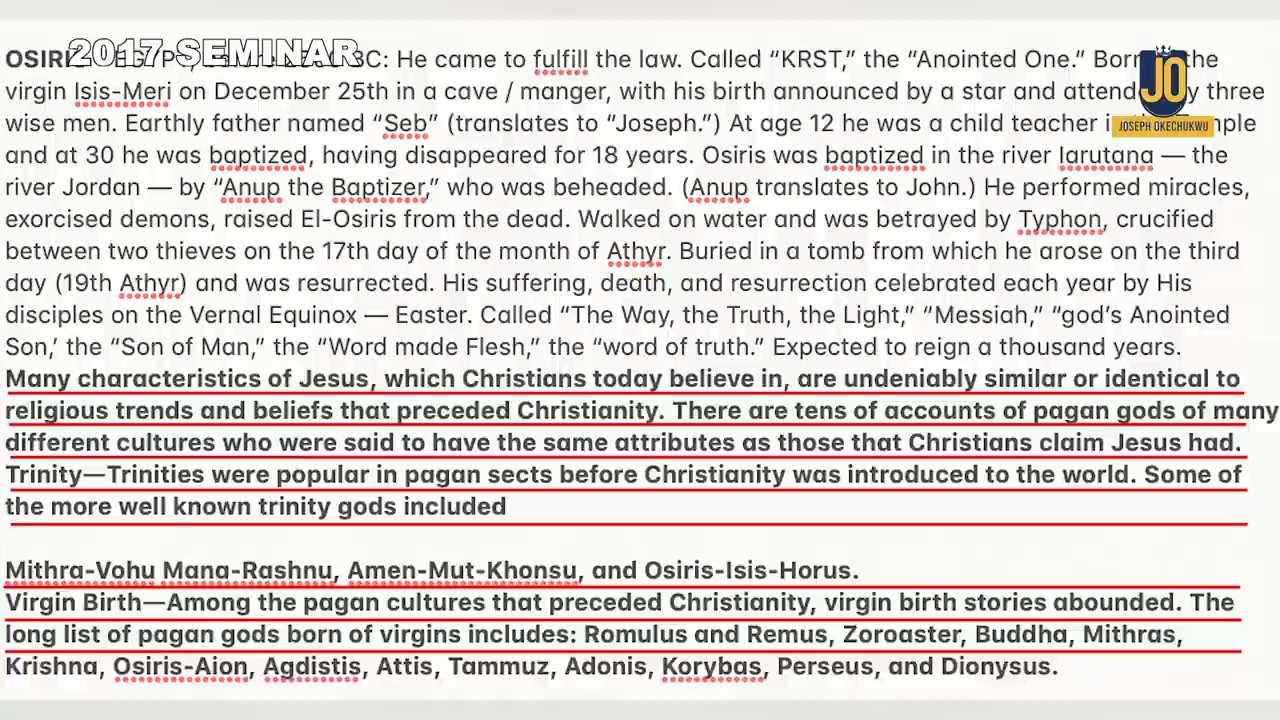 2017 SEMINAR
He came to fulfill the law. Called “KRST,” the “Anointed One.” Born the
virgin Isis-Meri on December 25th in a cave / manger, with his birth announced by a star and three
wise men. Earthly father named “Seb” (translates to “Joseph.”) At age 12 he was a child teacher
and at 30 he was baptized, having disappeared for 18 years. Osiris was baptized in the river Iarutana — the
river Jordan — by “Anup the Baptizer,” who was beheaded. (Anup translates to John.) He performed miracles,
exorcised demons, raised El-Osiris from the dead. Walked on water and was betrayed by Typhon, crucified
between two thieves on the 17th day of the month of Athyr. Buried in a tomb from which he arose on the third
day (19th Athyr) and was resurrected. His suffering, death, and resurrection celebrated each year by His
disciples on the Vernal Equinox — Easter. Called “The Way, the Truth, the Light,” “Messiah,” “god’s Anointed
Son,’ the “Son of Man,” the “Word made Flesh,” the “word of truth.” Expected to reign a thousand years.
Many characteristics of Jesus, which Christians today believe in, are undeniably similar or identical to
religious trends and beliefs that preceded Christianity. There are tens of accounts of pagan gods of many
different cultures who were said to have the same attributes as those that Christians claim Jesus had.
Trinity—Trinities were popular in pagan sects before Christianity was introduced to the world. Some of
the more well known trinity gods included
Mithra-Vohu Mana-Rashnu, Amen-Mut-Khonsu, and Osiris-Isis-Horus.
Virgin Birth—Among the pagan cultures that preceded Christianity, virgin birth stories abounded. The
long list of pagan gods born of virgins includes: Romulus and Remus, Zoroaster, Buddha, Mithras,
Krishna, Osiris-Aion, Agdistis, Attis, Tammuz, Adonis, Korybas, Perseus, and Dionysus.
JO
JOSEPH OKECHUKWU